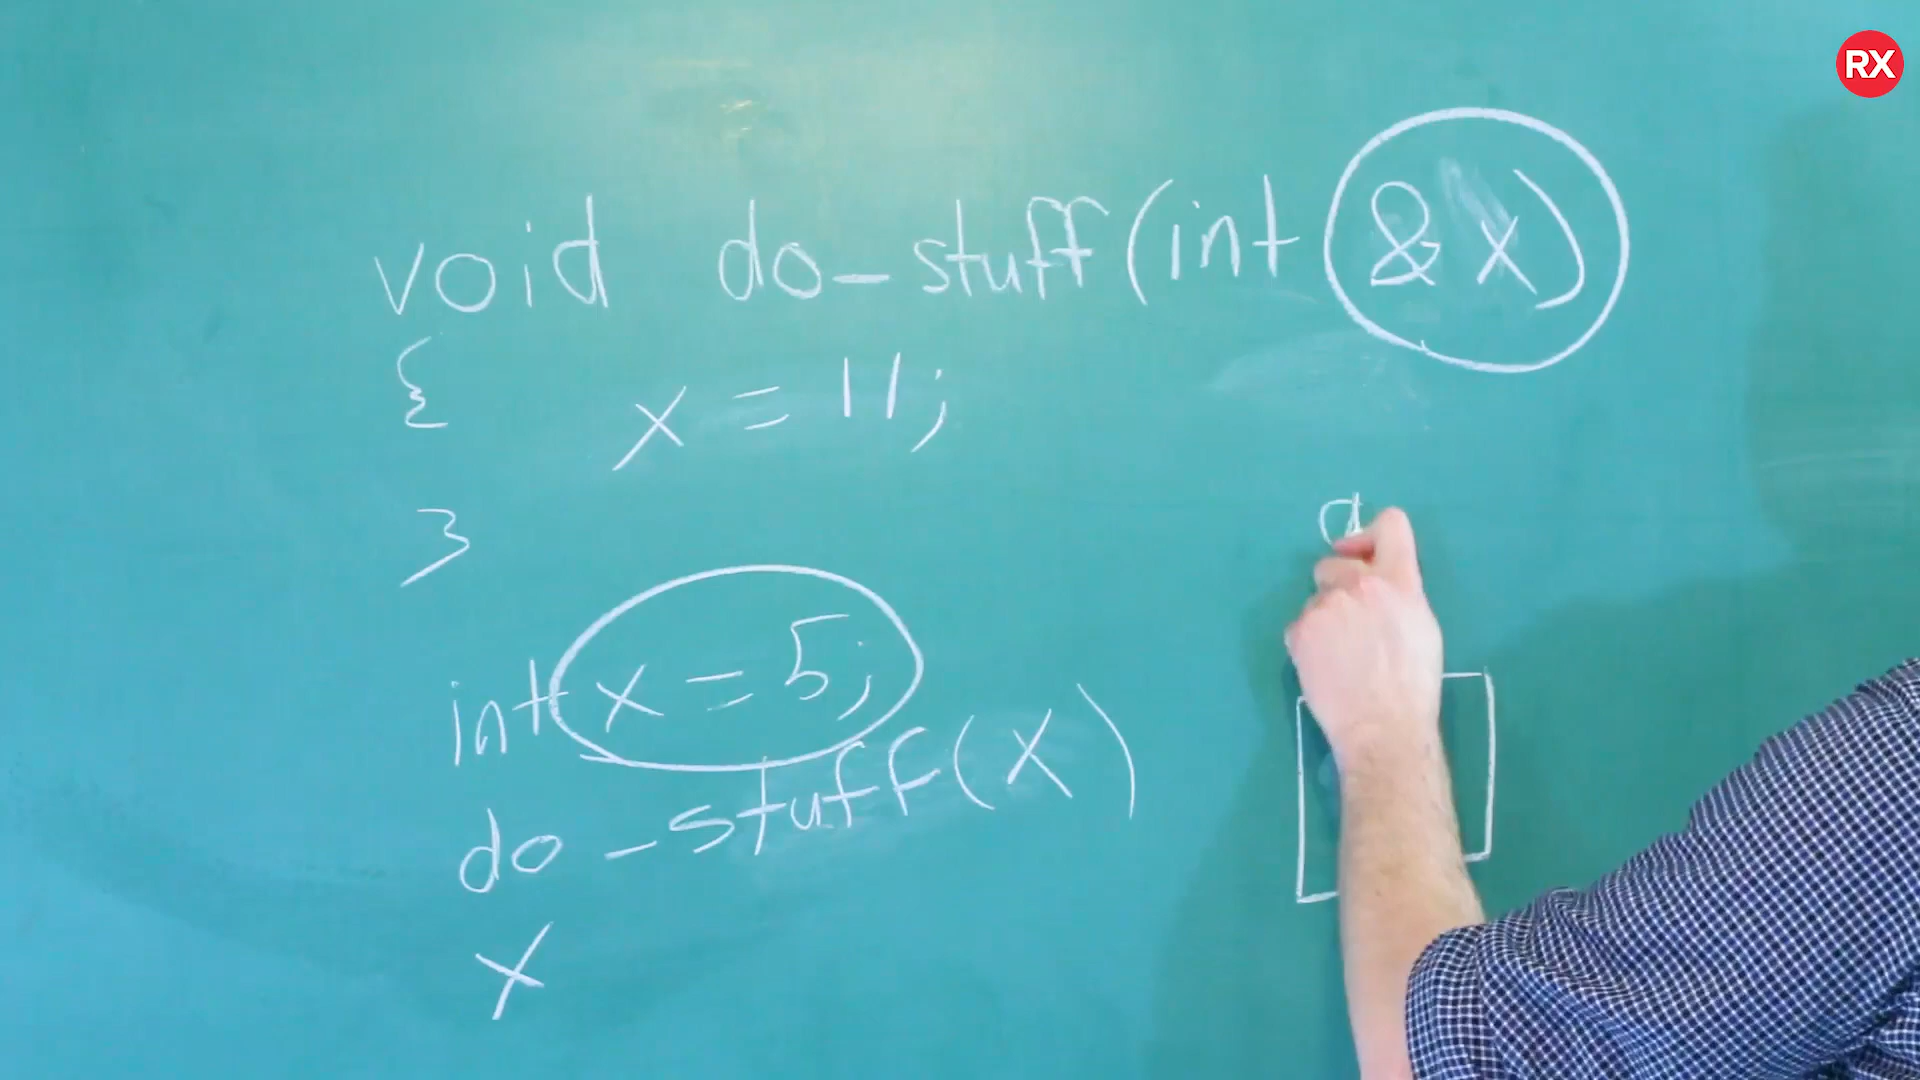 RX
void do_stuff(int &x)
{ x = 11;
}
int x = 5;
do_stuff(x)
x